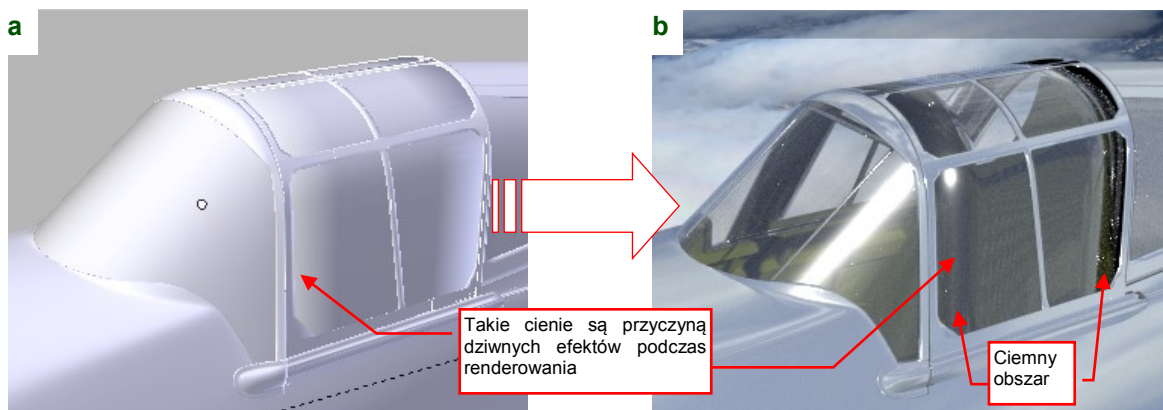 a
b
Takie cienie są przyczyną
dziwnych efektów podczas
renderowania
Ciemny
obszar